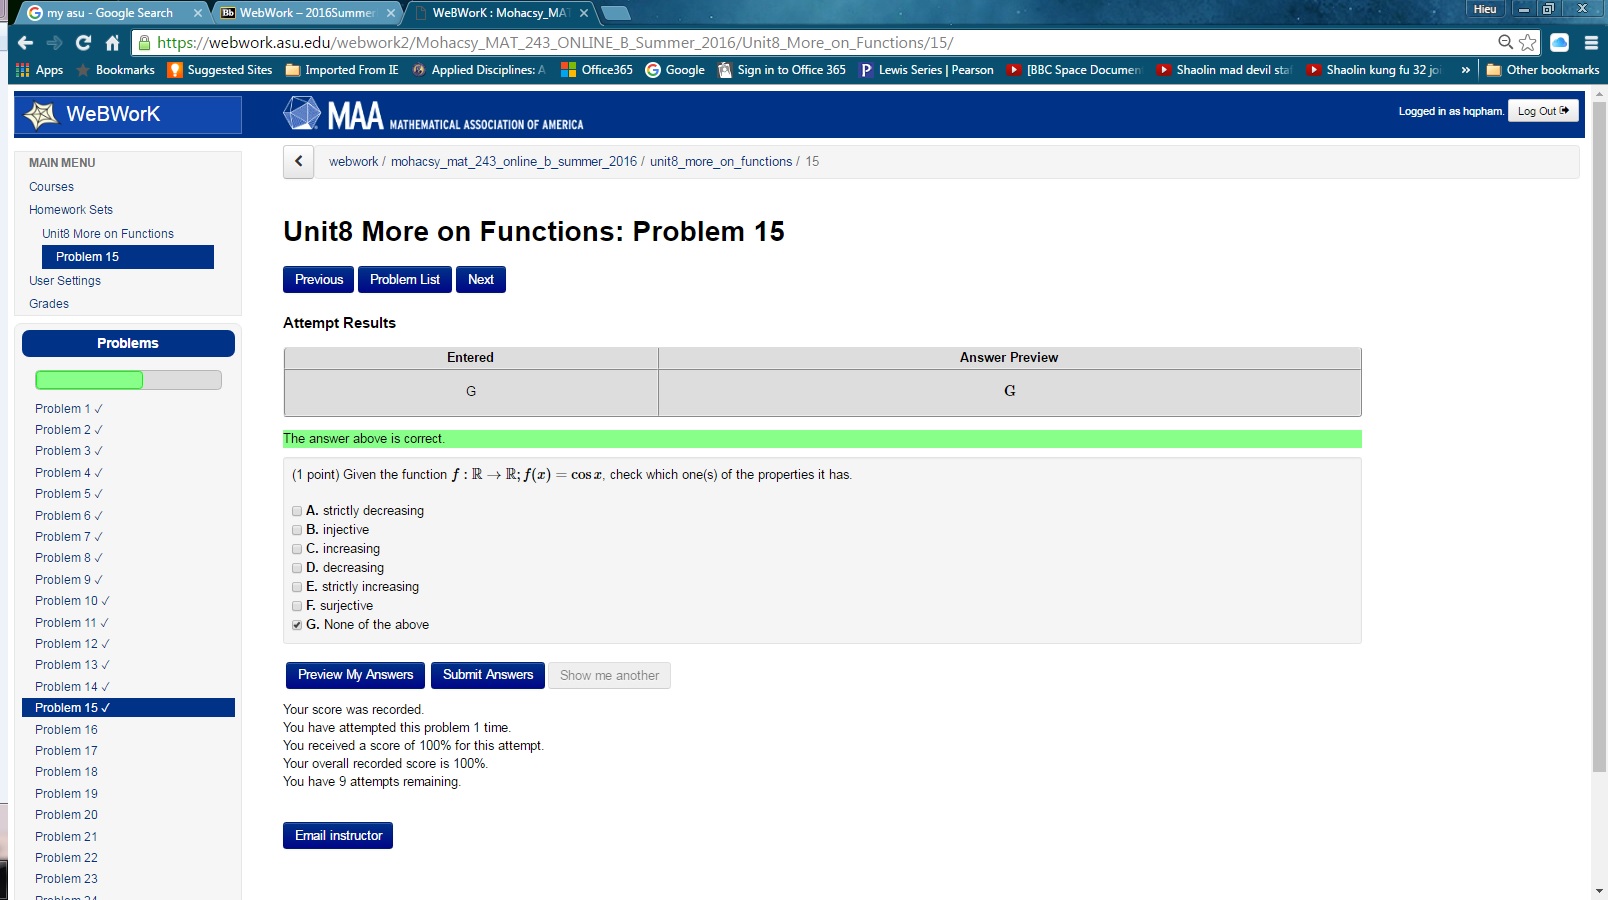 my asu - Google Search
WebWork – 2016Summer
WeBWorK : Mohacsy_MA
Hieu
https://webwork.asu.edu/webwork2/Mohacsy_MAT_243_ONLINE_B_Summer_2016/Unit8_More_on_Functions/15/
Apps Bookmarks Suggested Sites Imported From IE Applied Disciplines: A Office365 Google Sign in to Office 365 Lewis Series | Pearson [BBC Space Documen Shaolin mad devil sta Shaolin kung fu 32 joi » Other bookmarks
WeBWorK
MAA MATHEMATICAL ASSOCIATION OF AMERICA
Logged in as hqpham. Log Out
MAIN MENU
Courses
Homework Sets
Unit8 More on Functions
Problem 15
User Settings
Grades
Problems
Problem 1 ✓
Problem 2 ✓
Problem 3 ✓
Problem 4 ✓
Problem 5 ✓
Problem 6 ✓
Problem 7 ✓
Problem 8 ✓
Problem 9 ✓
Problem 10 ✓
Problem 11 ✓
Problem 12 ✓
Problem 13 ✓
Problem 14 ✓
Problem 15 ✓
Problem 16
Problem 17
Problem 18
Problem 19
Problem 20
Problem 21
Problem 22
Problem 23
Problem 24
webwork / mohacsy_mat_243_online_b_summer_2016 / unit8_more_on_functions / 15
Unit8 More on Functions: Problem 15
Previous Problem List Next
Attempt Results
Entered Answer Preview
G G
The answer above is correct.
(1 point) Given the function f : ℝ → ℝ; f(x) = cos x, check which one(s) of the properties it has.
A. strictly decreasing
B. injective
C. increasing
D. decreasing
E. strictly increasing
F. surjective
G. None of the above
Preview My Answers Submit Answers Show me another
Your score was recorded.
You have attempted this problem 1 time.
You received a score of 100% for this attempt.
Your overall recorded score is 100%.
You have 9 attempts remaining.
Email instructor